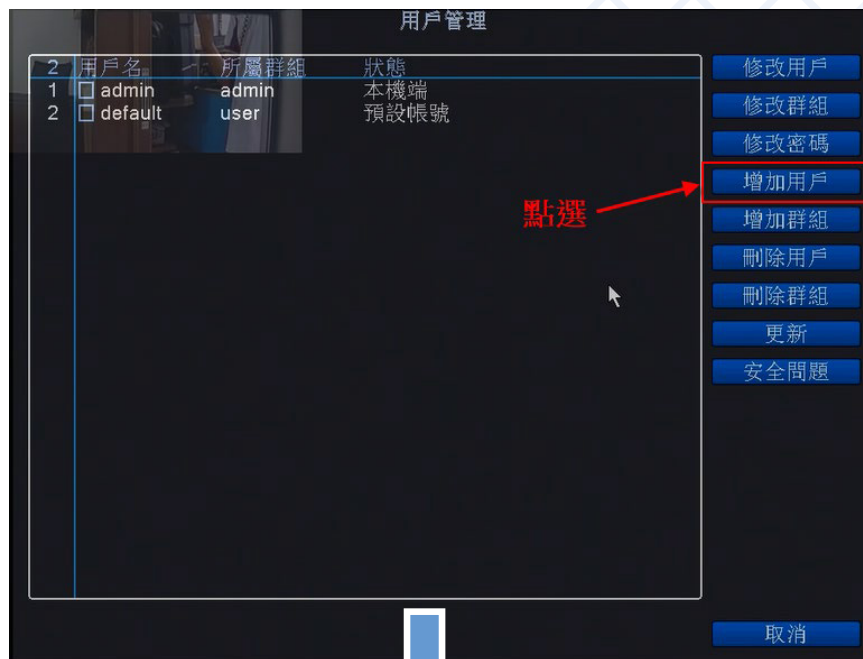 用戶管理
2 用戶名 所屬群組 狀態
1 admin admin 本機端
2 default user 預設帳號
修改用戶
修改群組
修改密碼
增加用戶
點選
增加群組
刪除用戶
刪除群組
更新
安全問題
取消